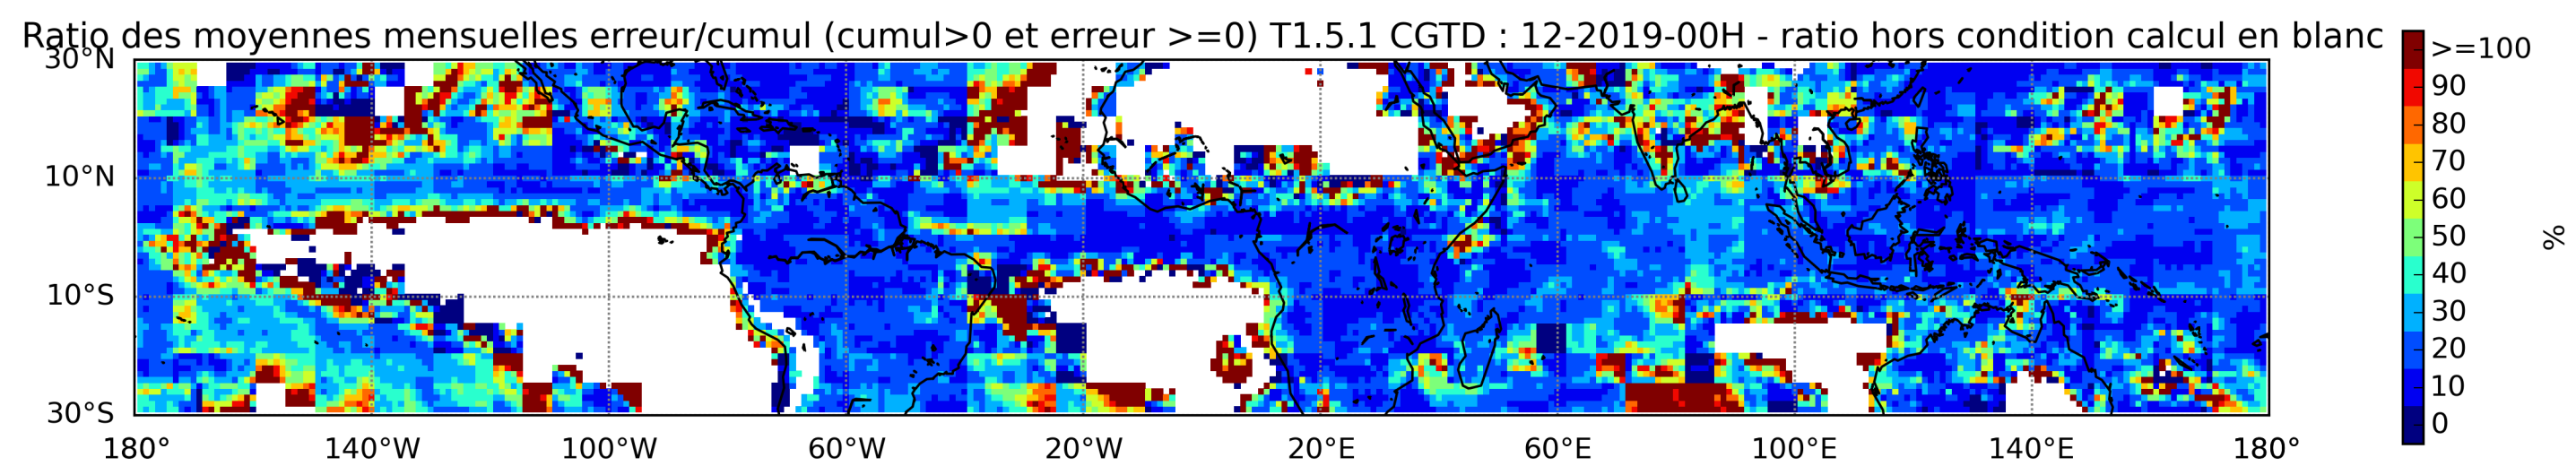 Ratio des moyennes mensuelles erreur/cumul (cumul>0 et erreur >=0) T1.5.1 CGTD : 12-2019-00H - ratio hors condition calcul en blanc
30°N
10°N
10°S
30°S
180° 140°W 100°W 60°W 20°W 20°E 60°E 100°E 140°E 180°
>=100
90
80
70
60
50
40
30
20
10
0
%